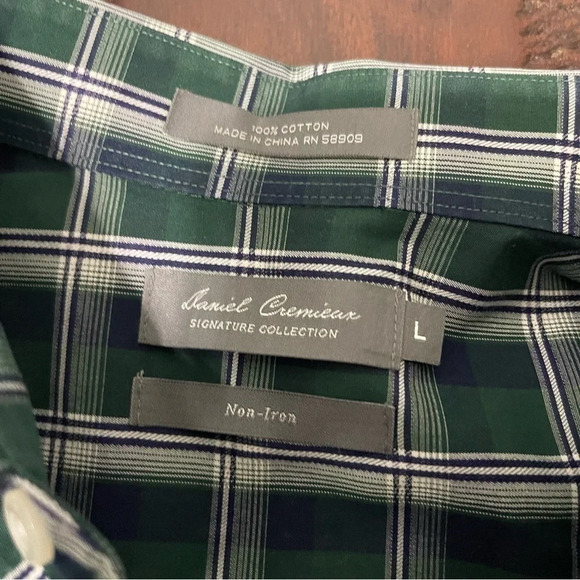 100% COTTON
MADE IN CHINA RN 58909
Daniel Cremieux
SIGNATURE COLLECTION
L
Non-Iron